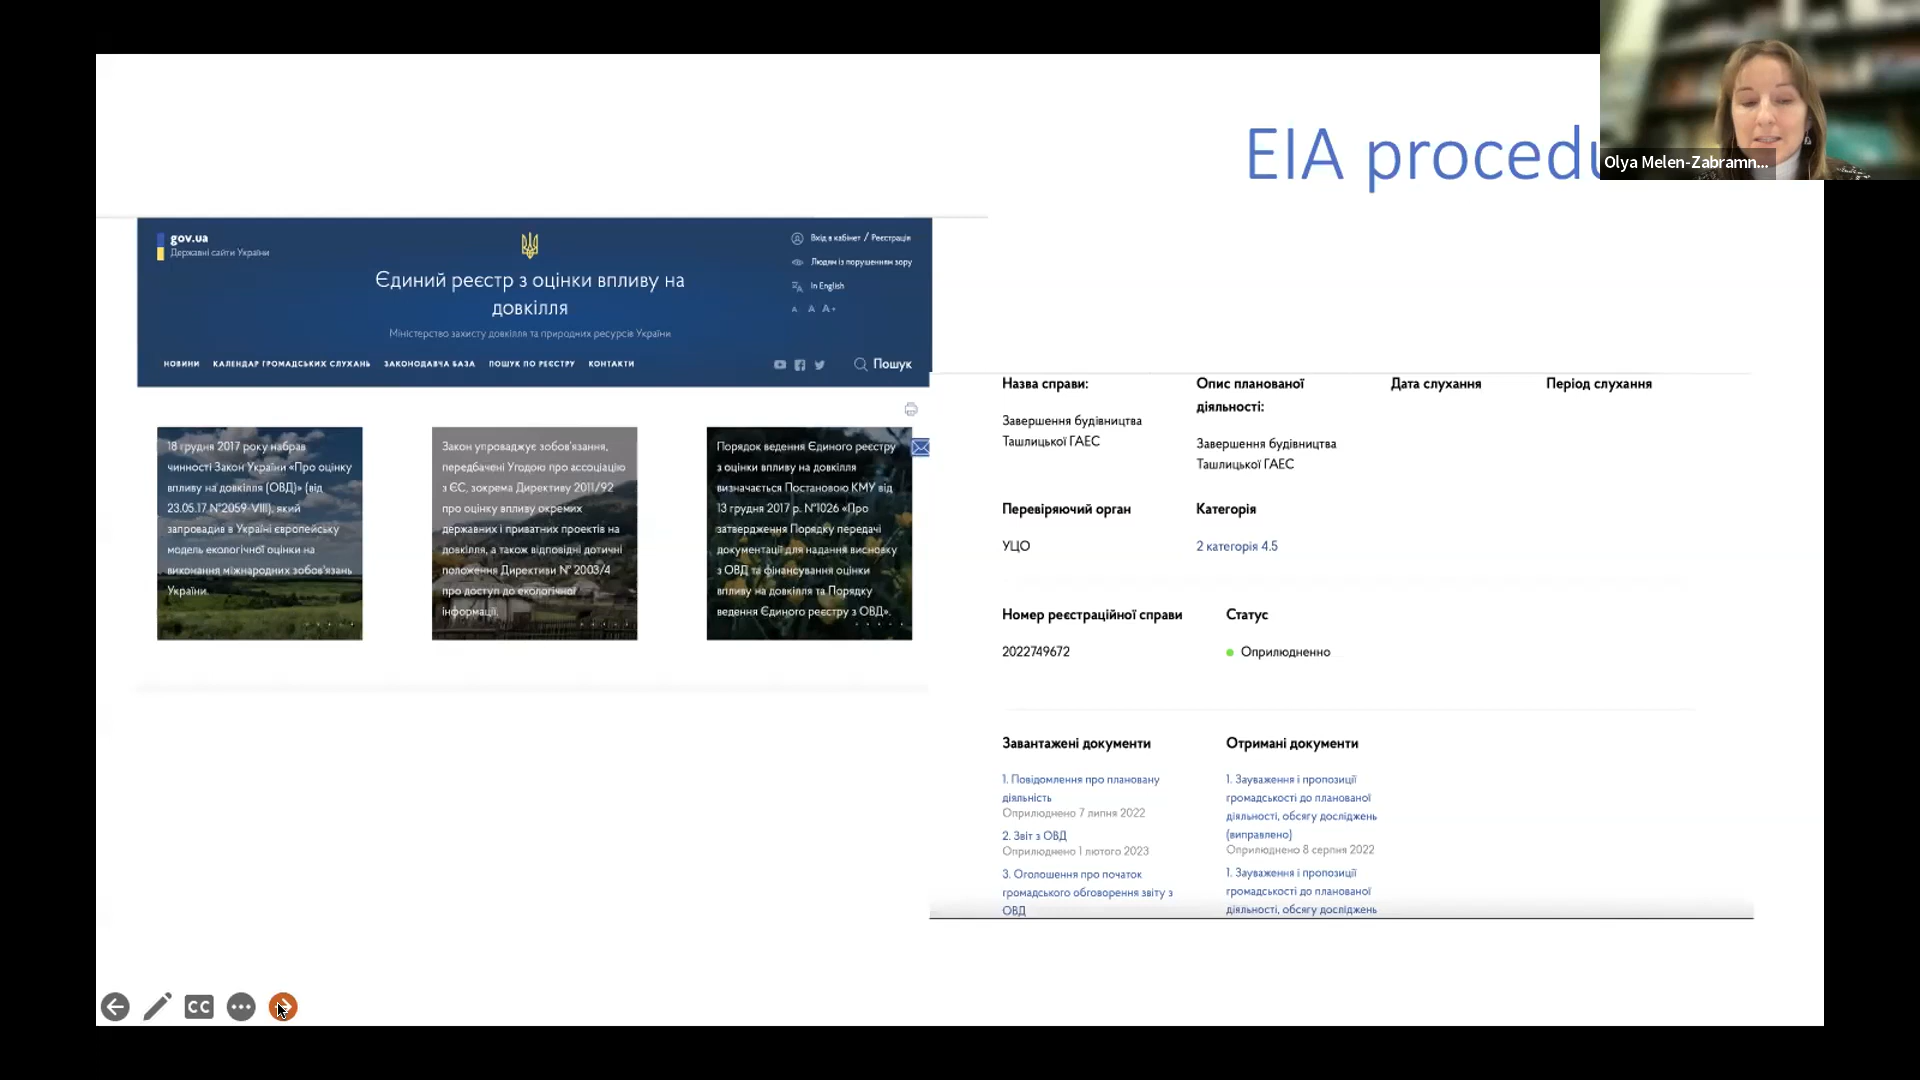 EIA procedu
Olya Melen-Zabramn...
gov.ua
Державні сайти України
Єдиний реєстр з оцінки впливу на
довкілля
Міністерство захисту довкілля та природних ресурсів України
Вхід в кабінет / Реєстрація
Людям із порушенням зору
In English
A A A+
НОВИНИ КАЛЕНДАР ГРОМАДСЬКИХ СЛУХАНЬ ЗАКОНОДАВЧА БАЗА ПОШУК ПО РЕЄСТРУ КОНТАКТИ
Пошук
18 грудня 2017 року набрав
чинності Закон України «Про оцінку
впливу на довкілля (ОВД)» (від
23.05.17 №2059-VIII), який
запровадив в Україні європейську
модель екологічної оцінки на
виконання міжнародних зобов'язань
України.
Закон упроваджує зобов'язання,
передбачені Угодою про ассоціацію
з ЄС, зокрема Директиву 2011/92
про оцінку впливу окремих
державних і приватних проектів на
довкілля, а також відповідні дотичні
положення Директиви № 2003/4
про доступ до екологічної
інформації.
Порядок ведення Єдиного реєстру
з оцінки впливу на довкілля
визначається Постановою КМУ від
13 грудня 2017 р. №1026 «Про
затвердження Порядку передачі
документації для надання висновку
з ОВД та фінансування оцінки
впливу на довкілля та Порядку
ведення Єдиного реєстру з ОВД».
Назва справи:
Завершення будівництва
Ташлицької ГАЕС
Опис планованої
діяльності:
Завершення будівництва
Ташлицької ГАЕС
Дата слухання
Період слухання
Перевіряючий орган
УЦО
Категорія
2 категорія 4.5
Номер реєстраційної справи
2022749672
Статус
Оприлюдненно
Завантажені документи
1. Повідомлення про плановану
діяльність
Оприлюднено 7 липня 2022
2. Звіт з ОВД
Оприлюднено 1 лютого 2023
3. Оголошення про початок
громадського обговорення звіту з
ОВД
Отримані документи
1. Зауваження і пропозиції
громадськості до планованої
діяльності, обсягу досліджень
(виправлено)
Оприлюднено 8 серпня 2022
1. Зауваження і пропозиції
громадськості до планованої
діяльності, обсягу досліджень
CC